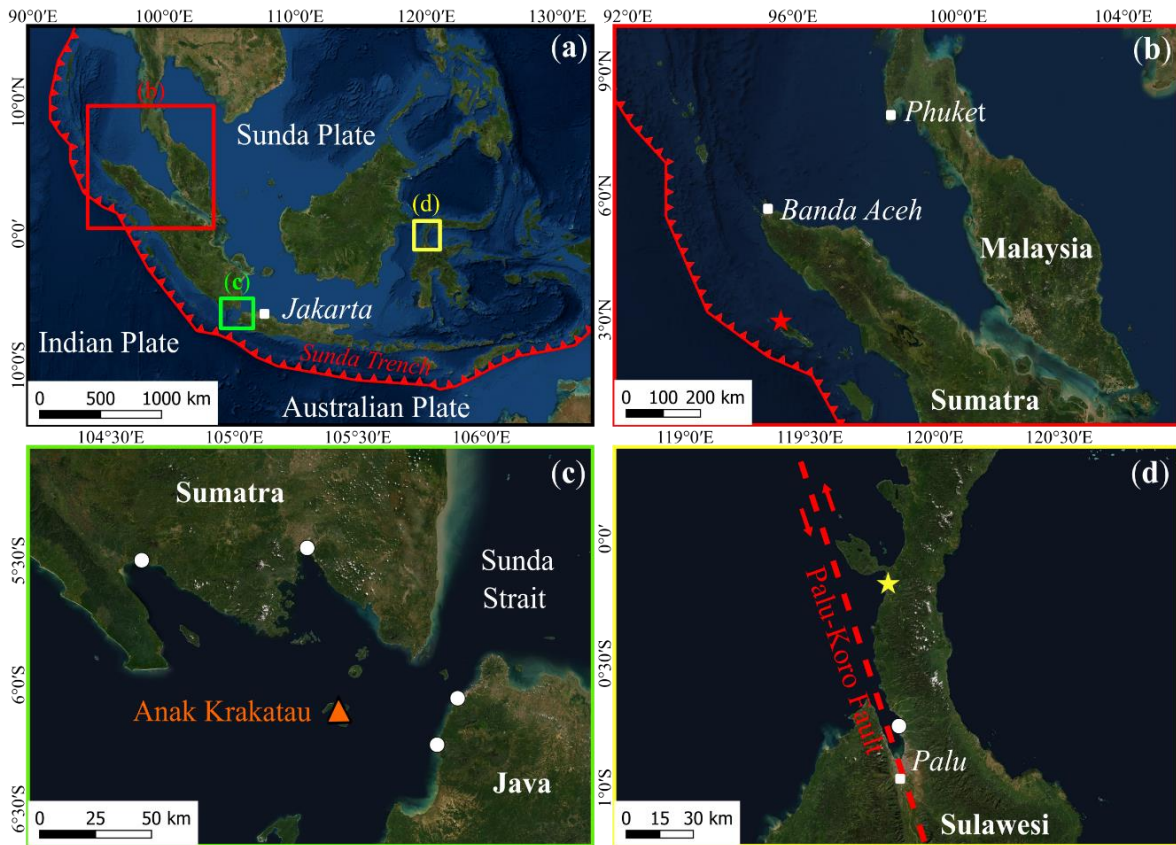 90°0'E 100°0'E 110°0'E 120°0'E 130°0'E
10°0'N
0°0'
10°0'S
(a)
(b)
Sunda Plate
(d)
(c)
Jakarta
Indian Plate
Sunda Trench
Australian Plate
0 500 1000 km
92°0'E 96°0'E 100°0'E 104°0'E
9°0'N
6°0'N
3°0'N
(b)
Phuket
Banda Aceh
Malaysia
Sumatra
0 100 200 km
104°30'E 105°0'E 105°5'E 106°0'E
5°30'S
6°0'S
6°30'S
(c)
Sumatra
Sunda
Strait
Anak Krakatau
Java
0 25 50 km
119°0'E 119°30'E 120°0'E 120°30'E
0°0'
0°30'S
1°0'S
(d)
Palu-Koro Fault
Palu
Sulawesi
0 15 30 km